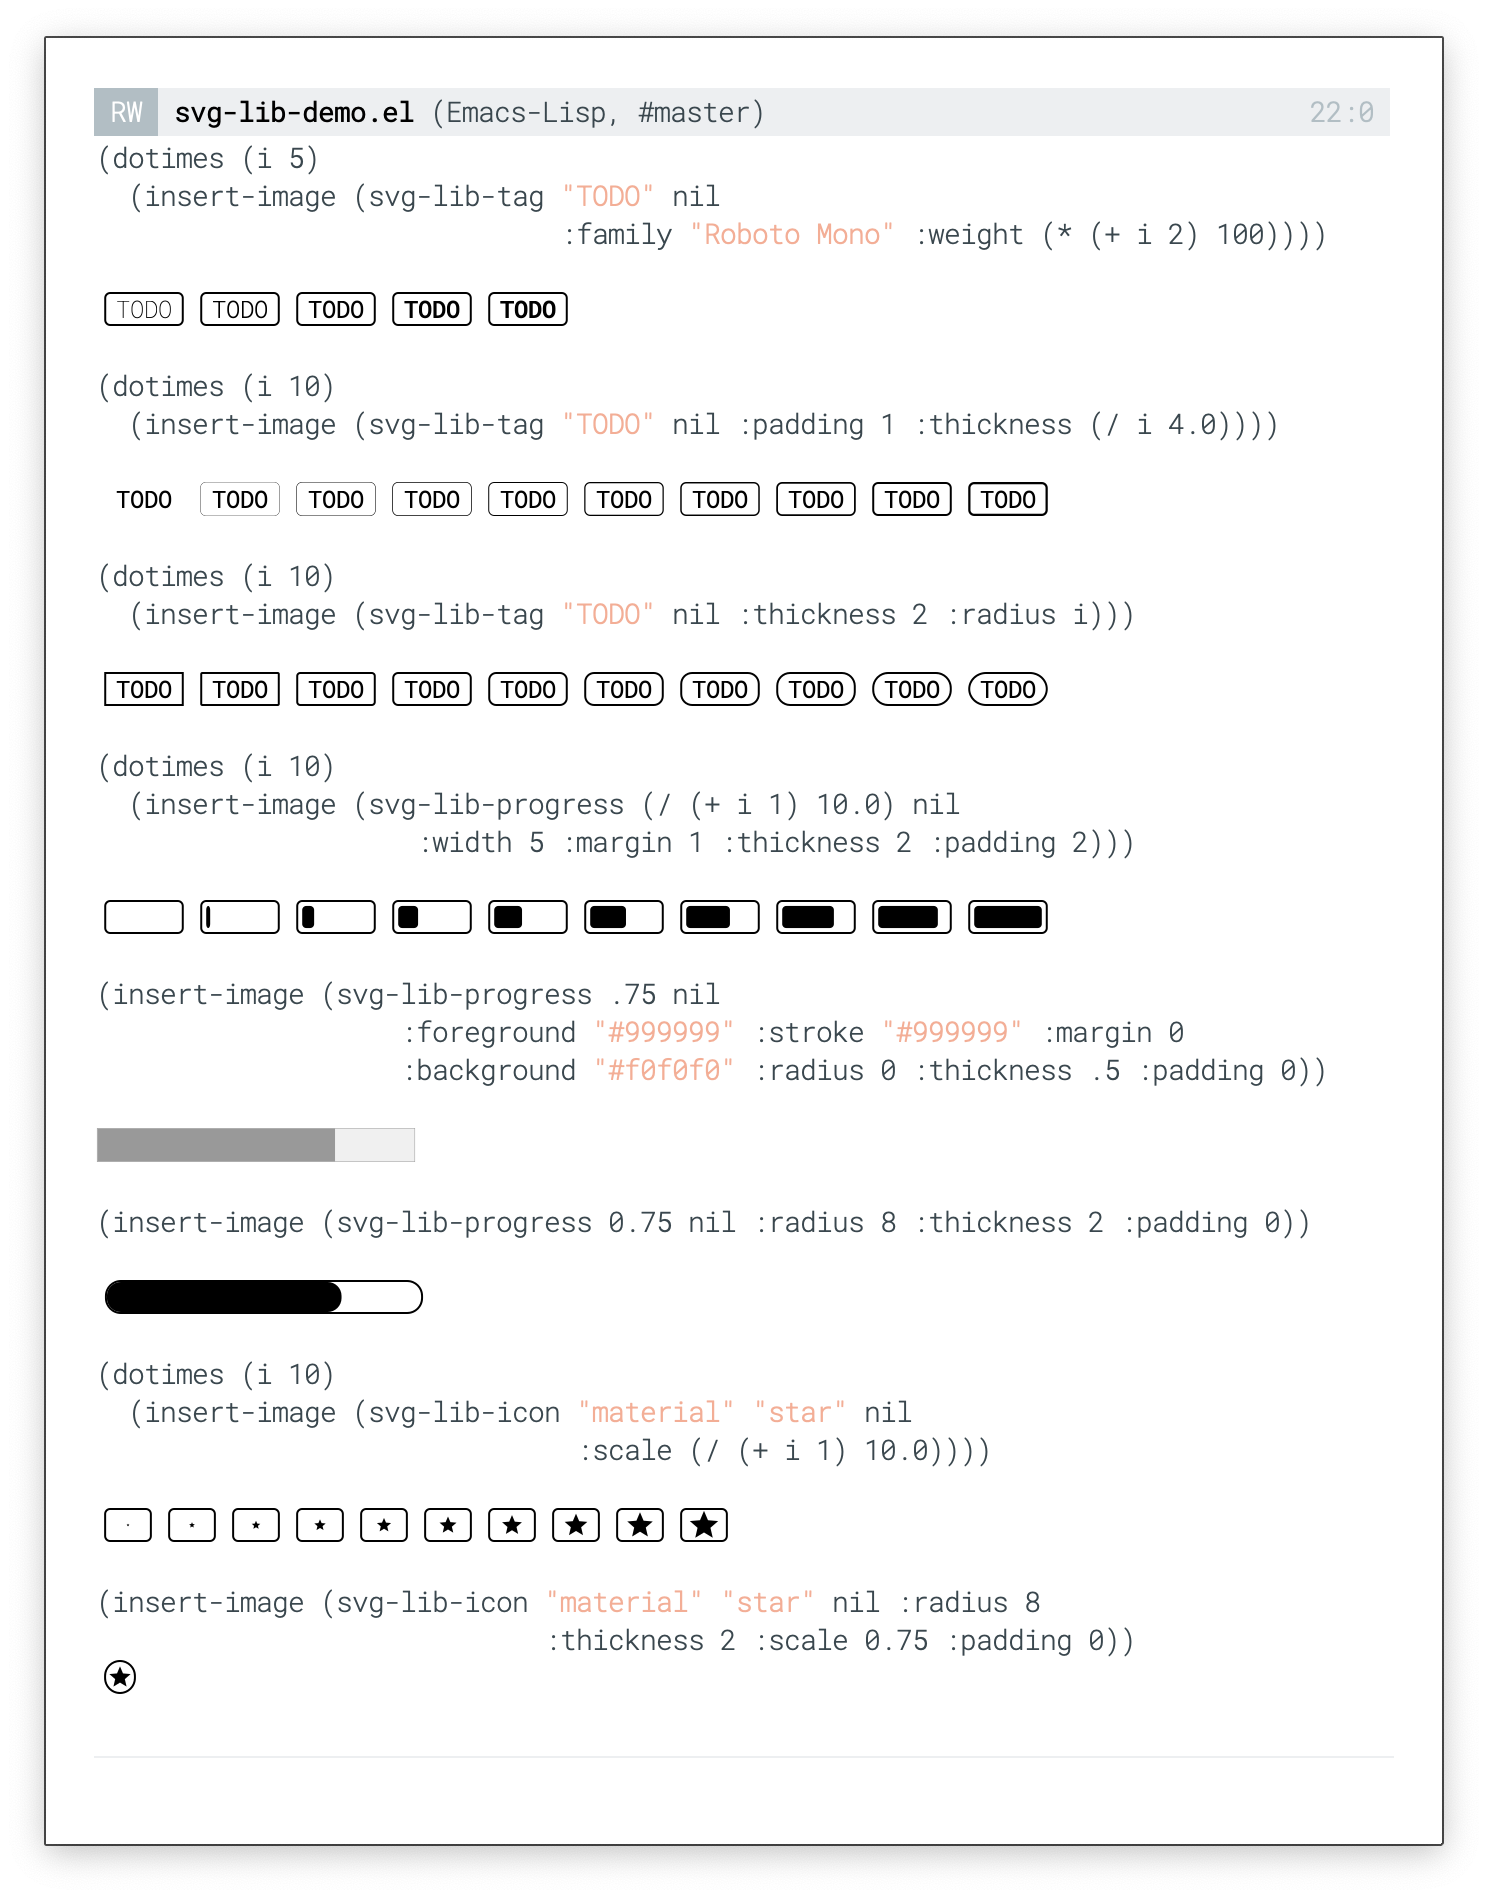 RW svg-lib-demo.el (Emacs-Lisp, #master) 22:0
(dotimes (i 5)
  (insert-image (svg-lib-tag "TODO" nil
                             :family "Roboto Mono" :weight (* (+ i 2) 100))))
TODO TODO TODO TODO TODO
(dotimes (i 10)
  (insert-image (svg-lib-tag "TODO" nil :padding 1 :thickness (/ i 4.0))))
TODO TODO TODO TODO TODO TODO TODO TODO TODO TODO
(dotimes (i 10)
  (insert-image (svg-lib-tag "TODO" nil :thickness 2 :radius i)))
TODO TODO TODO TODO TODO TODO TODO TODO TODO TODO
(dotimes (i 10)
  (insert-image (svg-lib-progress (/ (+ i 1) 10.0) nil
                    :width 5 :margin 1 :thickness 2 :padding 2)))
(insert-image (svg-lib-progress .75 nil
                   :foreground "#999999" :stroke "#999999" :margin 0
                   :background "#f0f0f0" :radius 0 :thickness .5 :padding 0))
(insert-image (svg-lib-progress 0.75 nil :radius 8 :thickness 2 :padding 0))
(dotimes (i 10)
  (insert-image (svg-lib-icon "material" "star" nil
                              :scale (/ (+ i 1) 10.0))))
(insert-image (svg-lib-icon "material" "star" nil :radius 8
                            :thickness 2 :scale 0.75 :padding 0))